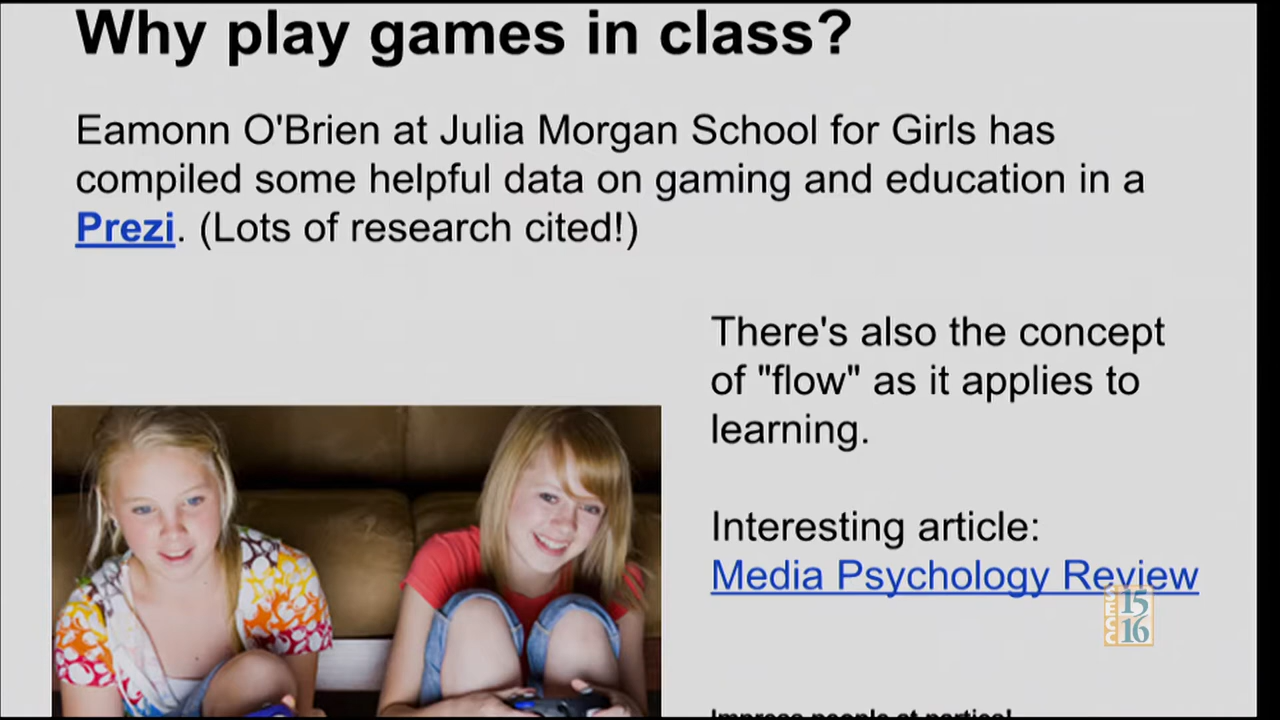 Why play games in class?
Eamonn O'Brien at Julia Morgan School for Girls has
compiled some helpful data on gaming and education in a
Prezi. (Lots of research cited!)
There's also the concept
of "flow" as it applies to
learning.
Interesting article:
Media Psychology Review
15
16
Impress people at parties!